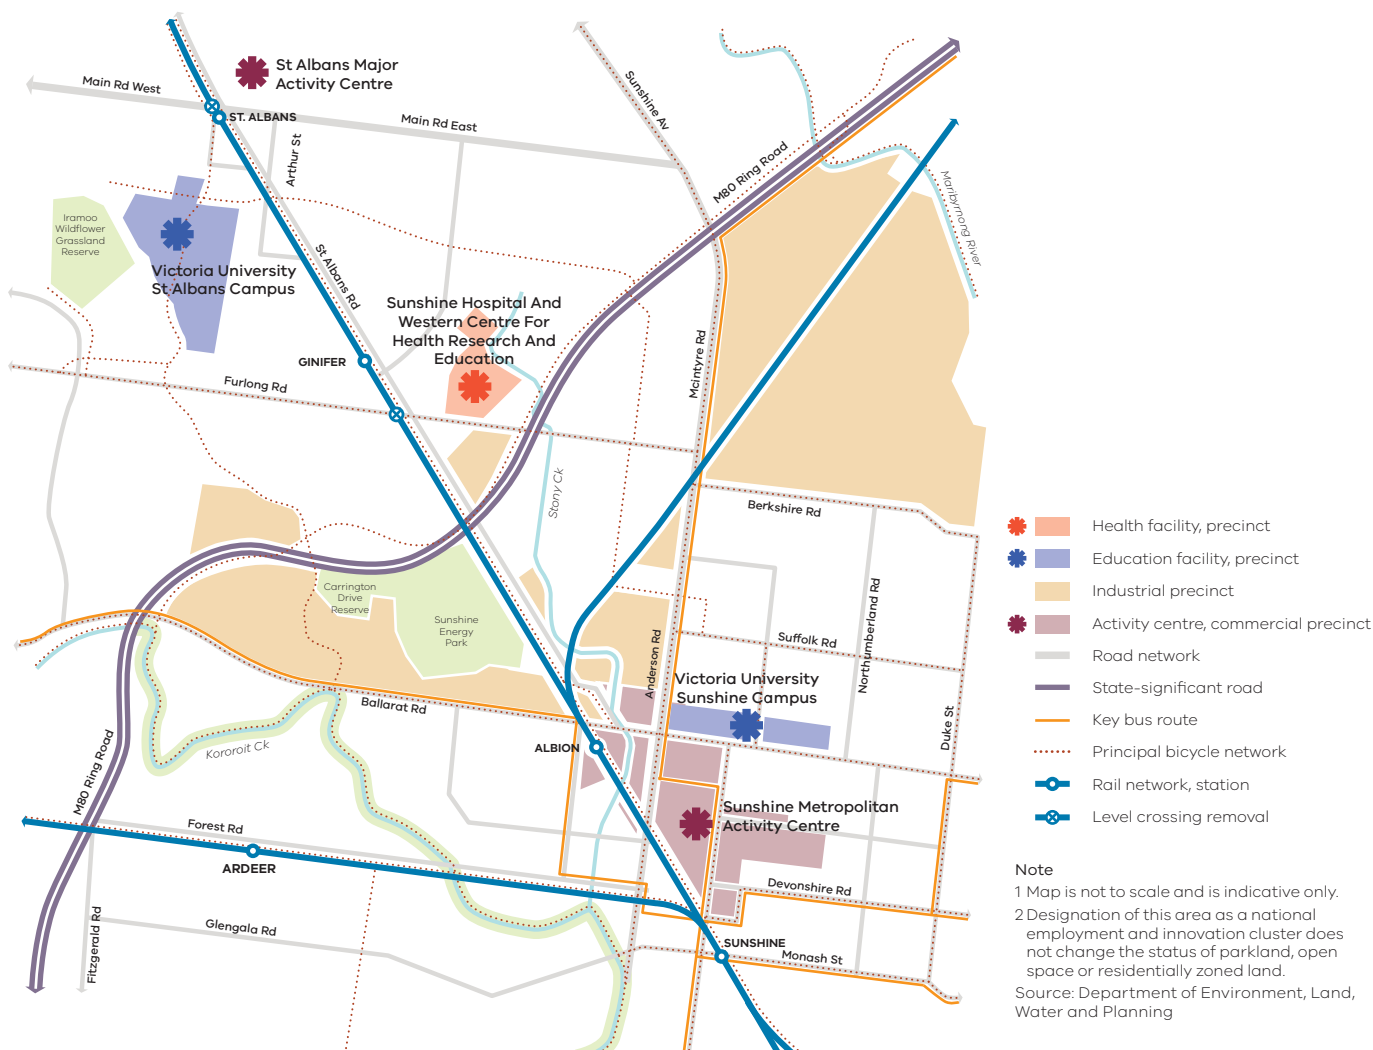 St Albans Major
Activity Centre
Main Rd West
ST. ALBANS
Main Rd East
Sunshine Av
Arthur St
M80 Ring Road
Maribyrnong River
Iramoo
Wildflower
Grassland
Reserve
Victoria University
St Albans Campus
St Albans Rd
Sunshine Hospital And
Western Centre For
Health Research And
Education
GINIFER
Furlong Rd
McIntyre Rd
Stony Ck
Berkshire Rd
Carrington
Drive
Reserve
Sunshine
Energy
Park
Northumberland Rd
Suffolk Rd
Anderson Rd
Victoria University
Sunshine Campus
Ballarat Rd
Duke St
Kororoit Ck
ALBION
M80 Ring Road
Sunshine Metropolitan
Activity Centre
Forest Rd
ARDEER
Devonshire Rd
Fitzgerald Rd
Glengala Rd
SUNSHINE
Monash St
Health facility, precinct
Education facility, precinct
Industrial precinct
Activity centre, commercial precinct
Road network
State-significant road
Key bus route
Principal bicycle network
Rail network, station
Level crossing removal
Note
1 Map is not to scale and is indicative only.
2 Designation of this area as a national
employment and innovation cluster does
not change the status of parkland, open
space or residentially zoned land.
Source: Department of Environment, Land,
Water and Planning